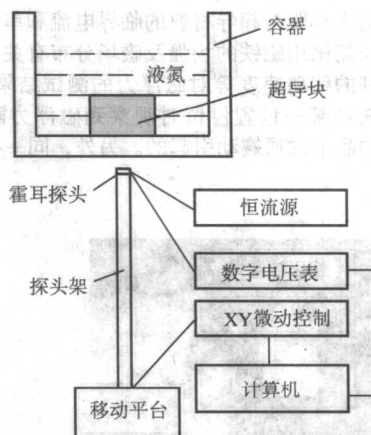 容器
液氮
超导块
霍耳探头
恒流源
探头架
数字电压表
XY微动控制
计算机
移动平台